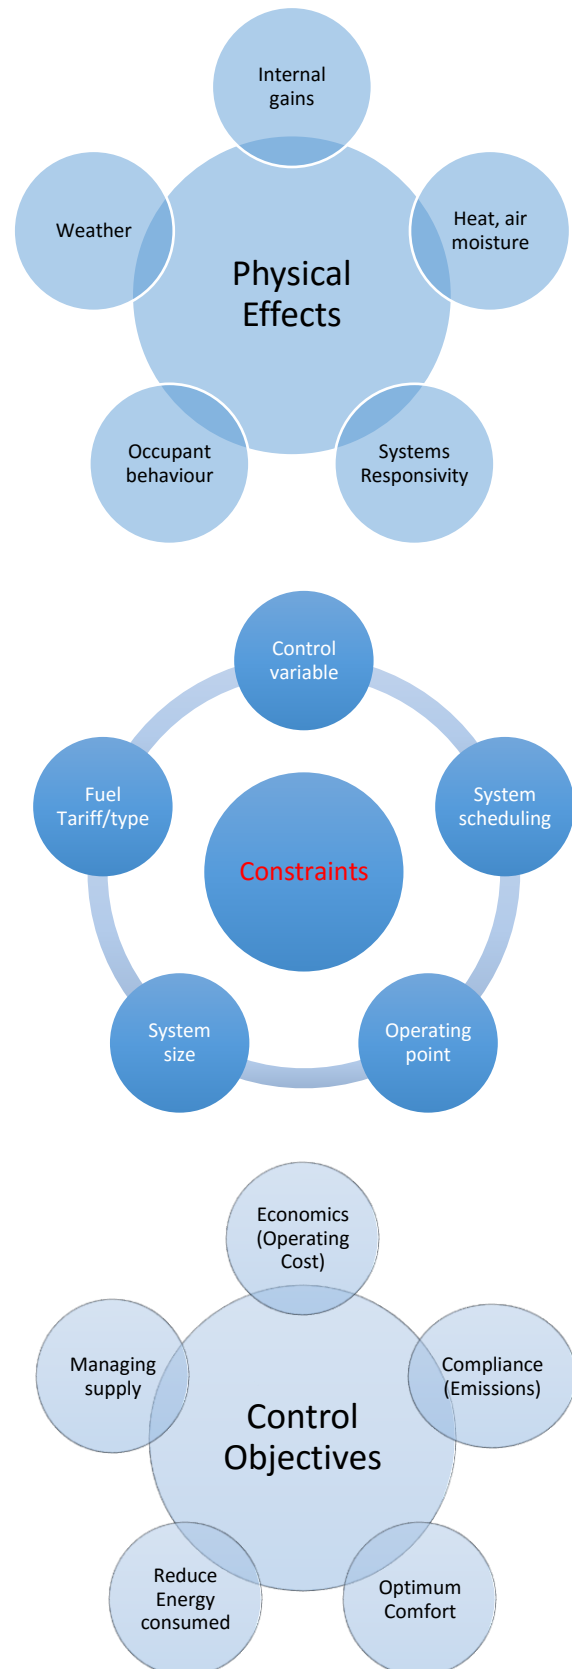 Internal
gains
Weather
Heat, air
moisture
Physical
Effects
Occupant
behaviour
Systems
Responsivity
Control
variable
Fuel
Tariff/type
System
scheduling
Constraints
System
size
Operating
point
Economics
(Operating
Cost)
Managing
supply
Compliance
(Emissions)
Control
Objectives
Reduce
Energy
consumed
Optimum
Comfort